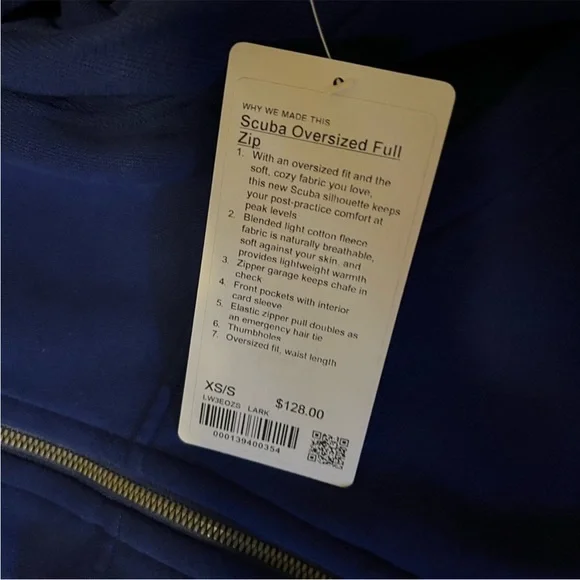 WHY WE MADE THIS
Scuba Oversized Full
Zip
1. With an oversized fit and the
soft, cozy fabric you love,
this new Scuba silhouette keeps
your post-practice comfort at
peak levels
2. Blended light cotton fleece
fabric is naturally breathable,
soft against your skin, and
provides lightweight warmth
3. Zipper garage keeps chafe in
check
4. Front pockets with interior
card sleeve
5. Elastic zipper pull doubles as
an emergency hair tie
6. Thumbholes
7. Oversized fit, waist length
XS/S $128.00
LW3EOZS LARK
000139400354